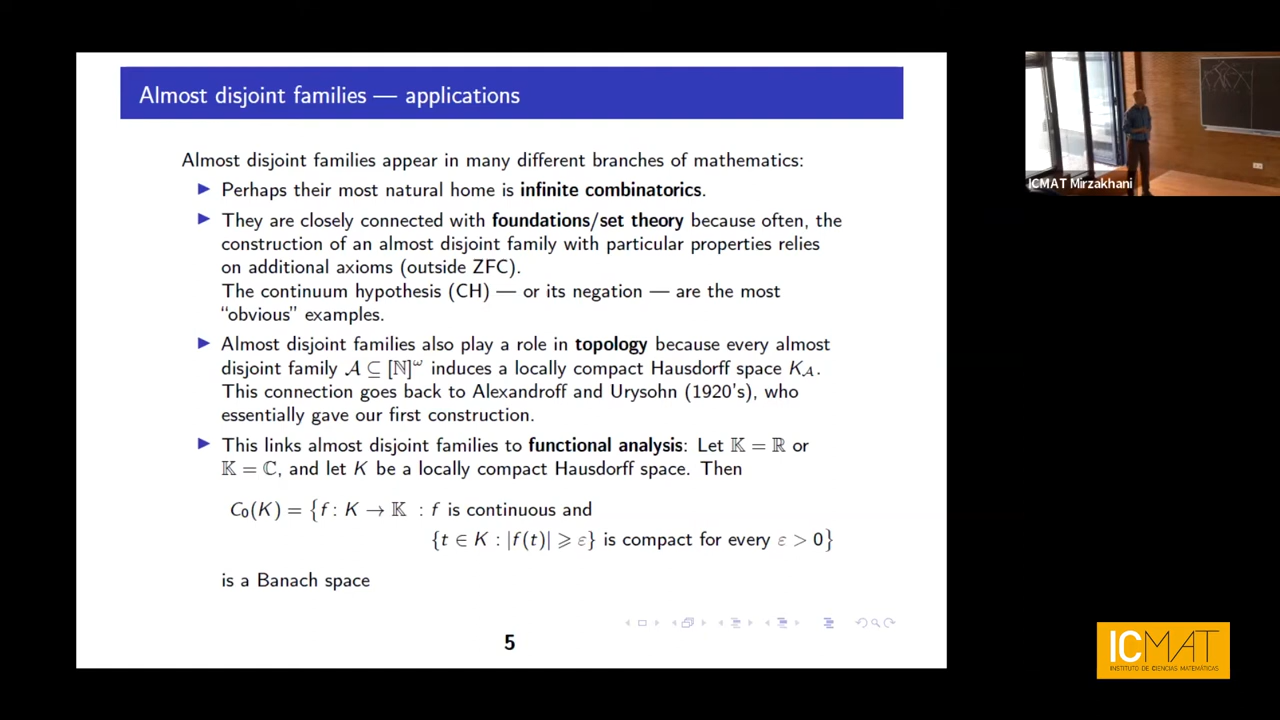 Almost disjoint families — applications
Almost disjoint families appear in many different branches of mathematics:
▶ Perhaps their most natural home is infinite combinatorics.
▶ They are closely connected with foundations/set theory because often, the
construction of an almost disjoint family with particular properties relies
on additional axioms (outside ZFC).
The continuum hypothesis (CH) — or its negation — are the most
“obvious” examples.
▶ Almost disjoint families also play a role in topology because every almost
disjoint family 𝒜 ⊆ [ℕ]^ω induces a locally compact Hausdorff space K_𝒜.
This connection goes back to Alexandroff and Urysohn (1920's), who
essentially gave our first construction.
▶ This links almost disjoint families to functional analysis: Let 𝕂 = ℝ or
𝕂 = ℂ, and let K be a locally compact Hausdorff space. Then
C₀(K) = {f : K → 𝕂 : f is continuous and
{t ∈ K : |f(t)| ⩾ ε} is compact for every ε > 0}
is a Banach space
5
ICMAT Mirzakhani
ICMAT
INSTITUTO DE CIENCIAS MATEMÁTICAS